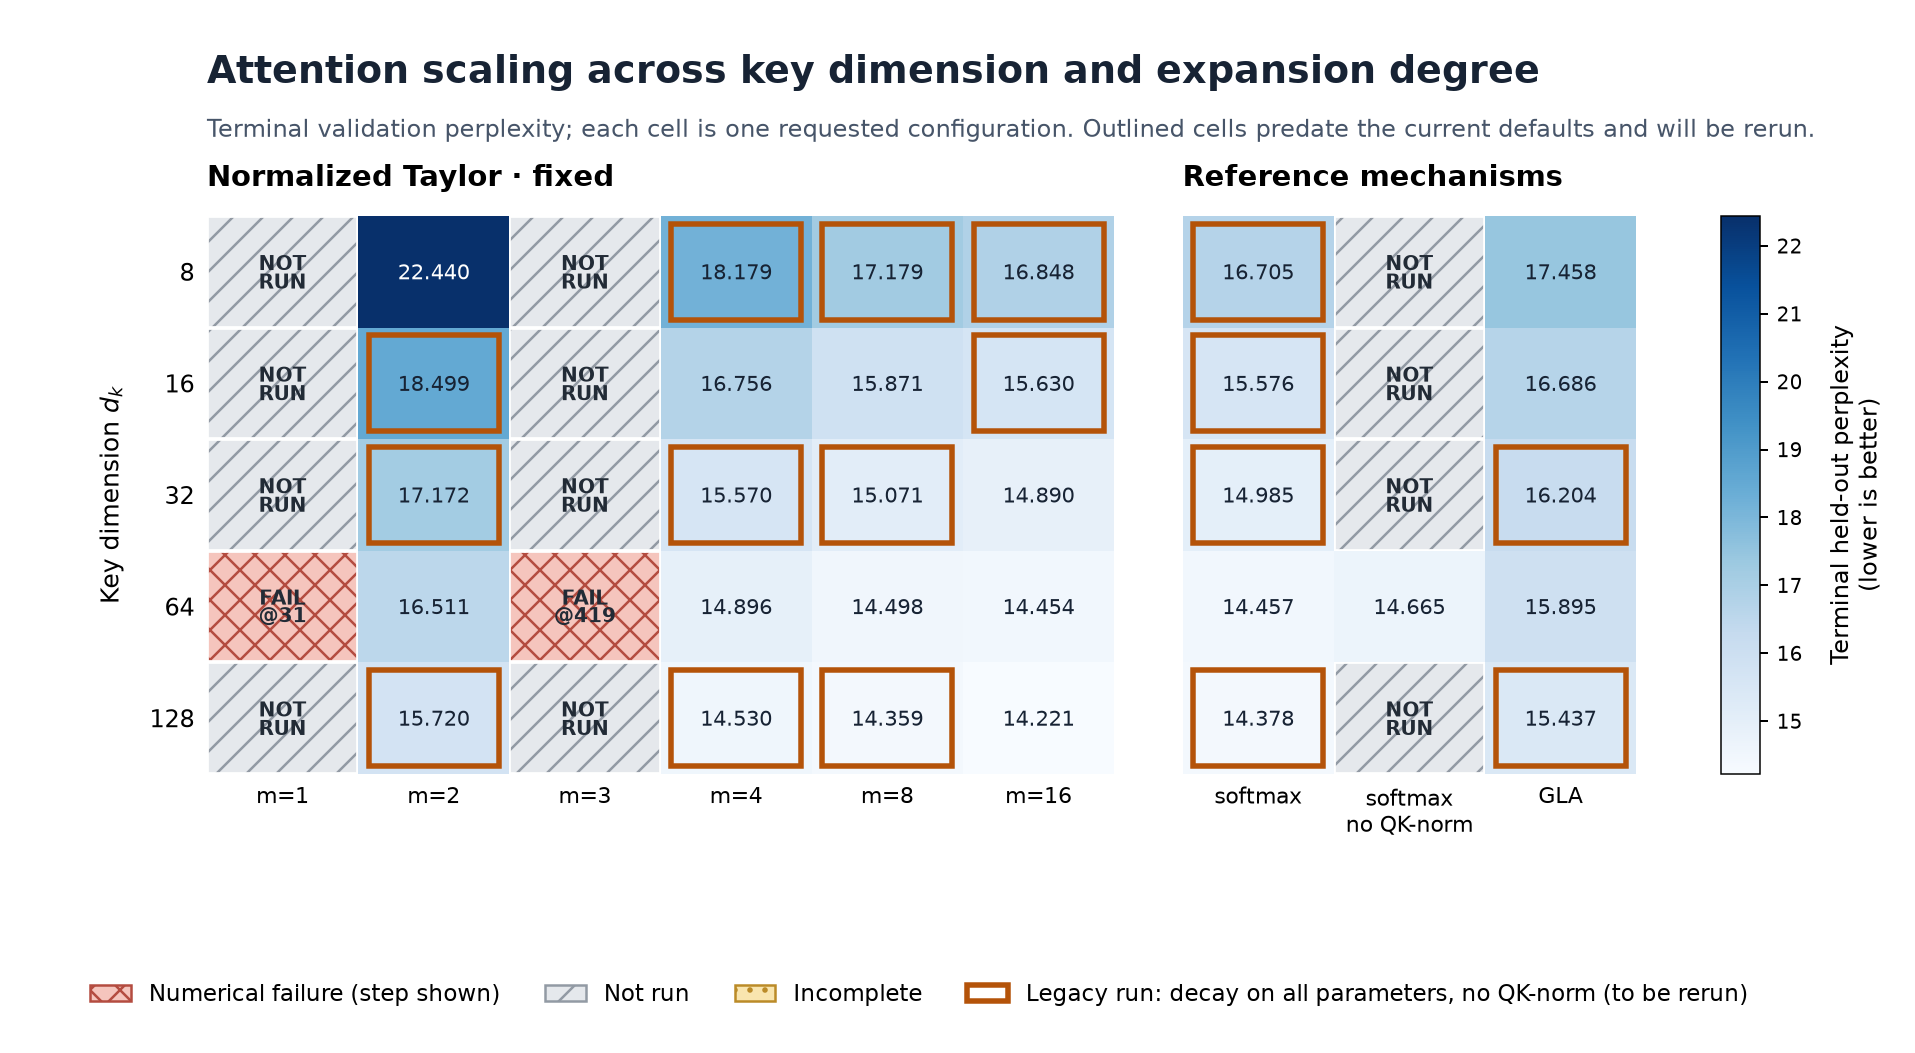 Attention scaling across key dimension and expansion degree
Terminal validation perplexity; each cell is one requested configuration. Outlined cells predate the current defaults and will be rerun.
Normalized Taylor · fixed
Reference mechanisms
Key dimension dₖ
8
NOT
RUN
22.440
NOT
RUN
18.179
17.179
16.848
16.705
NOT
RUN
17.458
16
NOT
RUN
18.499
NOT
RUN
16.756
15.871
15.630
15.576
NOT
RUN
16.686
32
NOT
RUN
17.172
NOT
RUN
15.570
15.071
14.890
14.985
NOT
RUN
16.204
64
FAIL
@31
16.511
FAIL
@419
14.896
14.498
14.454
14.457
14.665
15.895
128
NOT
RUN
15.720
NOT
RUN
14.530
14.359
14.221
14.378
NOT
RUN
15.437
m=1
m=2
m=3
m=4
m=8
m=16
softmax
softmax
no QK-norm
GLA
22
21
20
19
18
17
16
15
Terminal held-out perplexity
(lower is better)
Numerical failure (step shown)
Not run
Incomplete
Legacy run: decay on all parameters, no QK-norm (to be rerun)